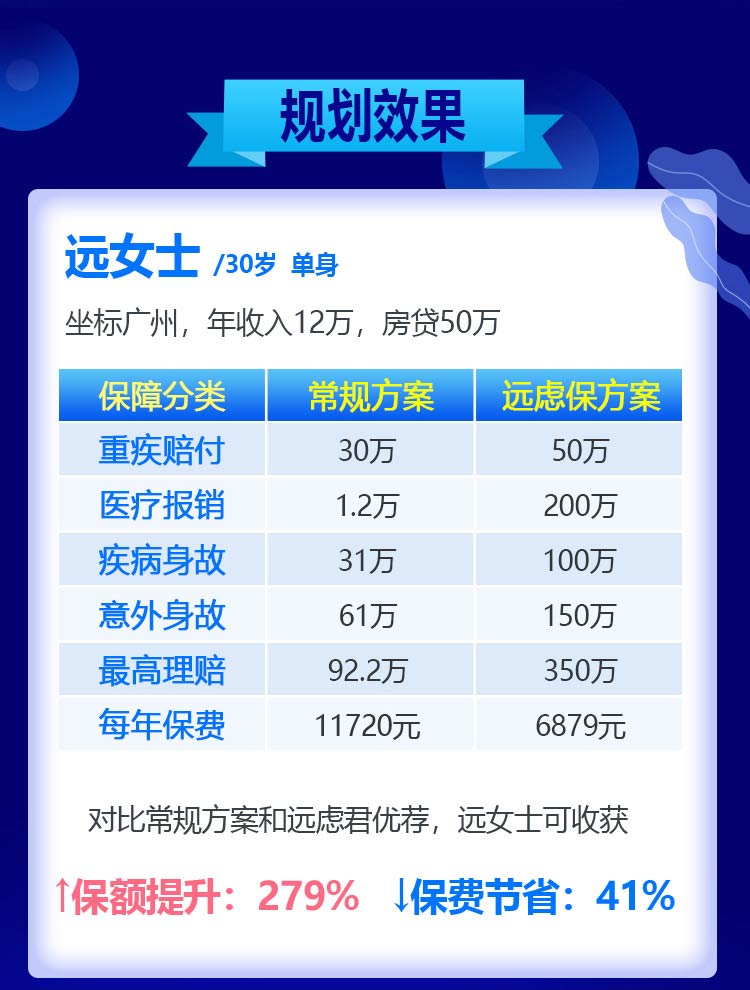 规划效果
远女士 /30岁 单身
坐标广州，年收入12万，房贷50万
保障分类 常规方案 远虑保方案
重疾赔付 30万 50万
医疗报销 1.2万 200万
疾病身故 31万 100万
意外身故 61万 150万
最高理赔 92.2万 350万
每年保费 11720元 6879元
对比常规方案和远虑君优荐，远女士可收获
↑保额提升：279% ↓保费节省：41%